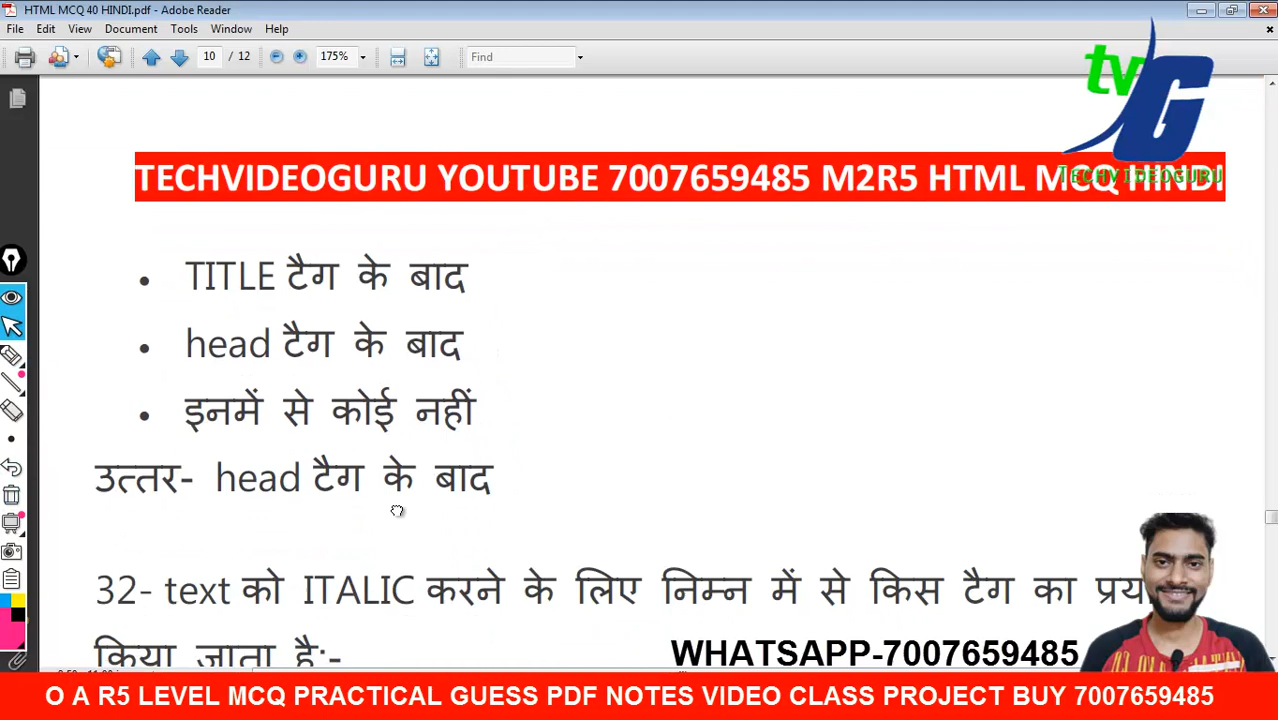 HTML MCQ 40 HINDI.pdf - Adobe Reader
File Edit View Document Tools Window Help
10 / 12 175% Find
tvG
TECHVIDEOGURU
TECHVIDEOGURU YOUTUBE 7007659485 M2R5 HTML MCQ HINDI
• TITLE टैग के बाद
• head टैग के बाद
• इनमें से कोई नहीं
उत्तर- head टैग के बाद
32- text को ITALIC करने के लिए निम्न में से किस टैग का
किया जाता है:-
WHATSAPP-7007659485
O A R5 LEVEL MCQ PRACTICAL GUESS PDF NOTES VIDEO CLASS PROJECT BUY 7007659485